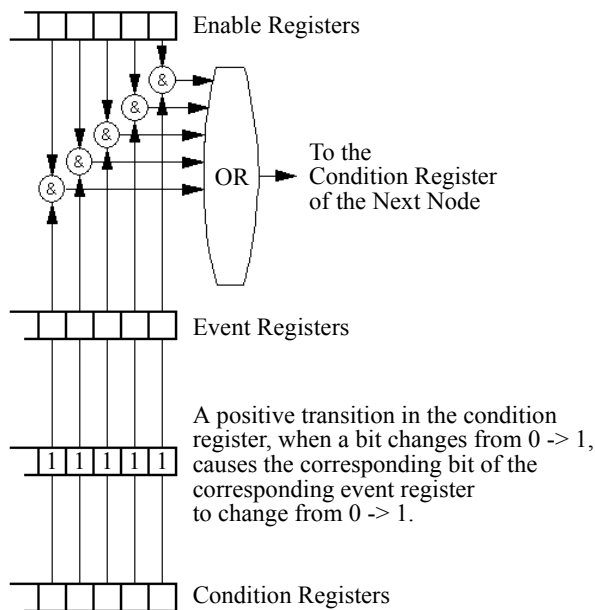 Enable Registers
&
&
&
&
&
OR
To the
Condition Register
of the Next Node
Event Registers
A positive transition in the condition
register, when a bit changes from 0 -> 1,
causes the corresponding bit of the
corresponding event register
to change from 0 -> 1.
1 1 1 1 1
Condition Registers